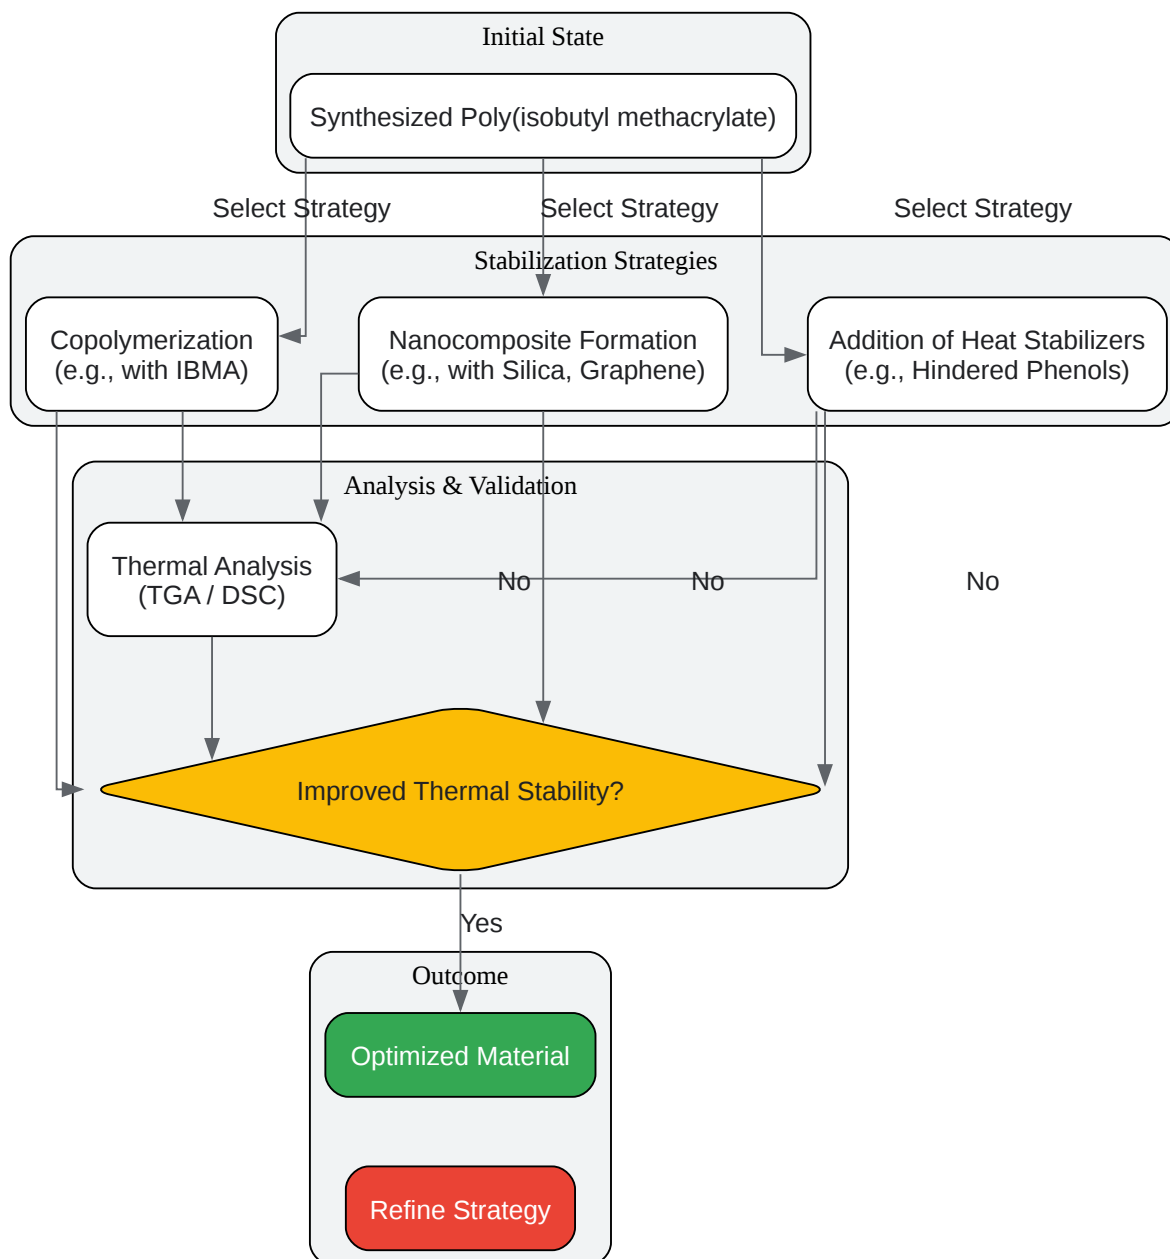 Initial State
Synthesized Poly(isobutyl methacrylate)
Select Strategy
Select Strategy
Select Strategy
Stabilization Strategies
Copolymerization
(e.g., with IBMA)
Nanocomposite Formation
(e.g., with Silica, Graphene)
Addition of Heat Stabilizers
(e.g., Hindered Phenols)
Analysis & Validation
Thermal Analysis
(TGA / DSC)
No
No
No
Improved Thermal Stability?
Yes
Outcome
Optimized Material
Refine Strategy